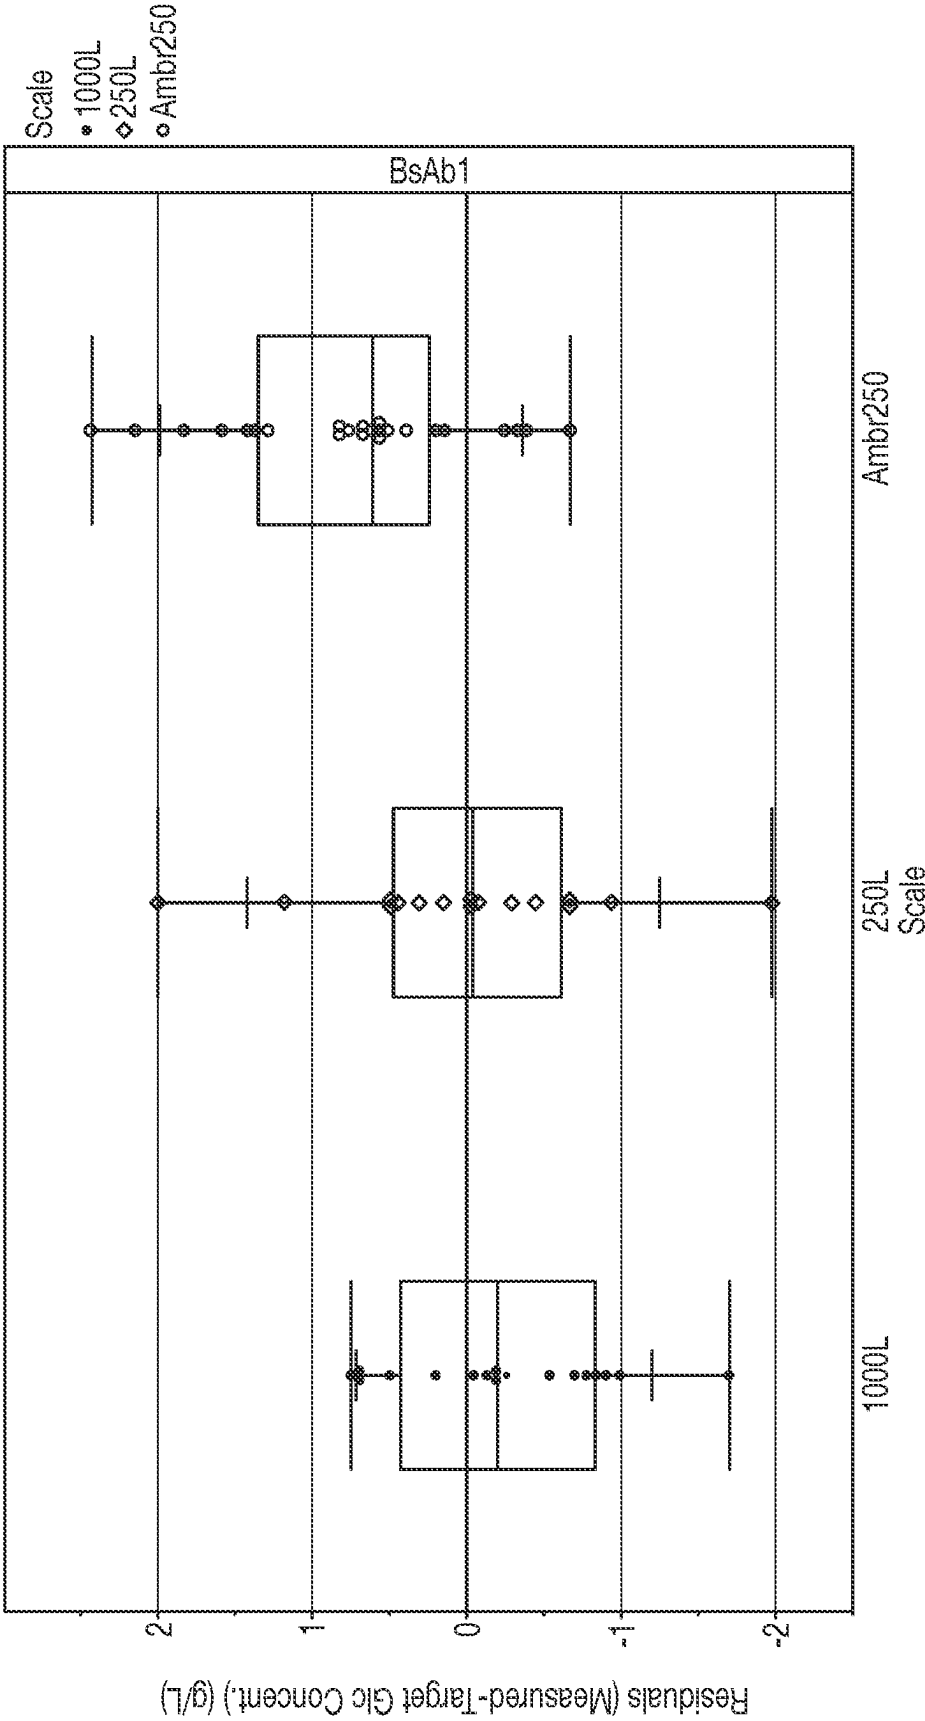 Scale
1000L
250L
Ambr250
BsAb1
Residuals (Measured-Target Glc Concent.) (g/L)
2
1
0
-1
-2
1000L
250L
Ambr250
Scale